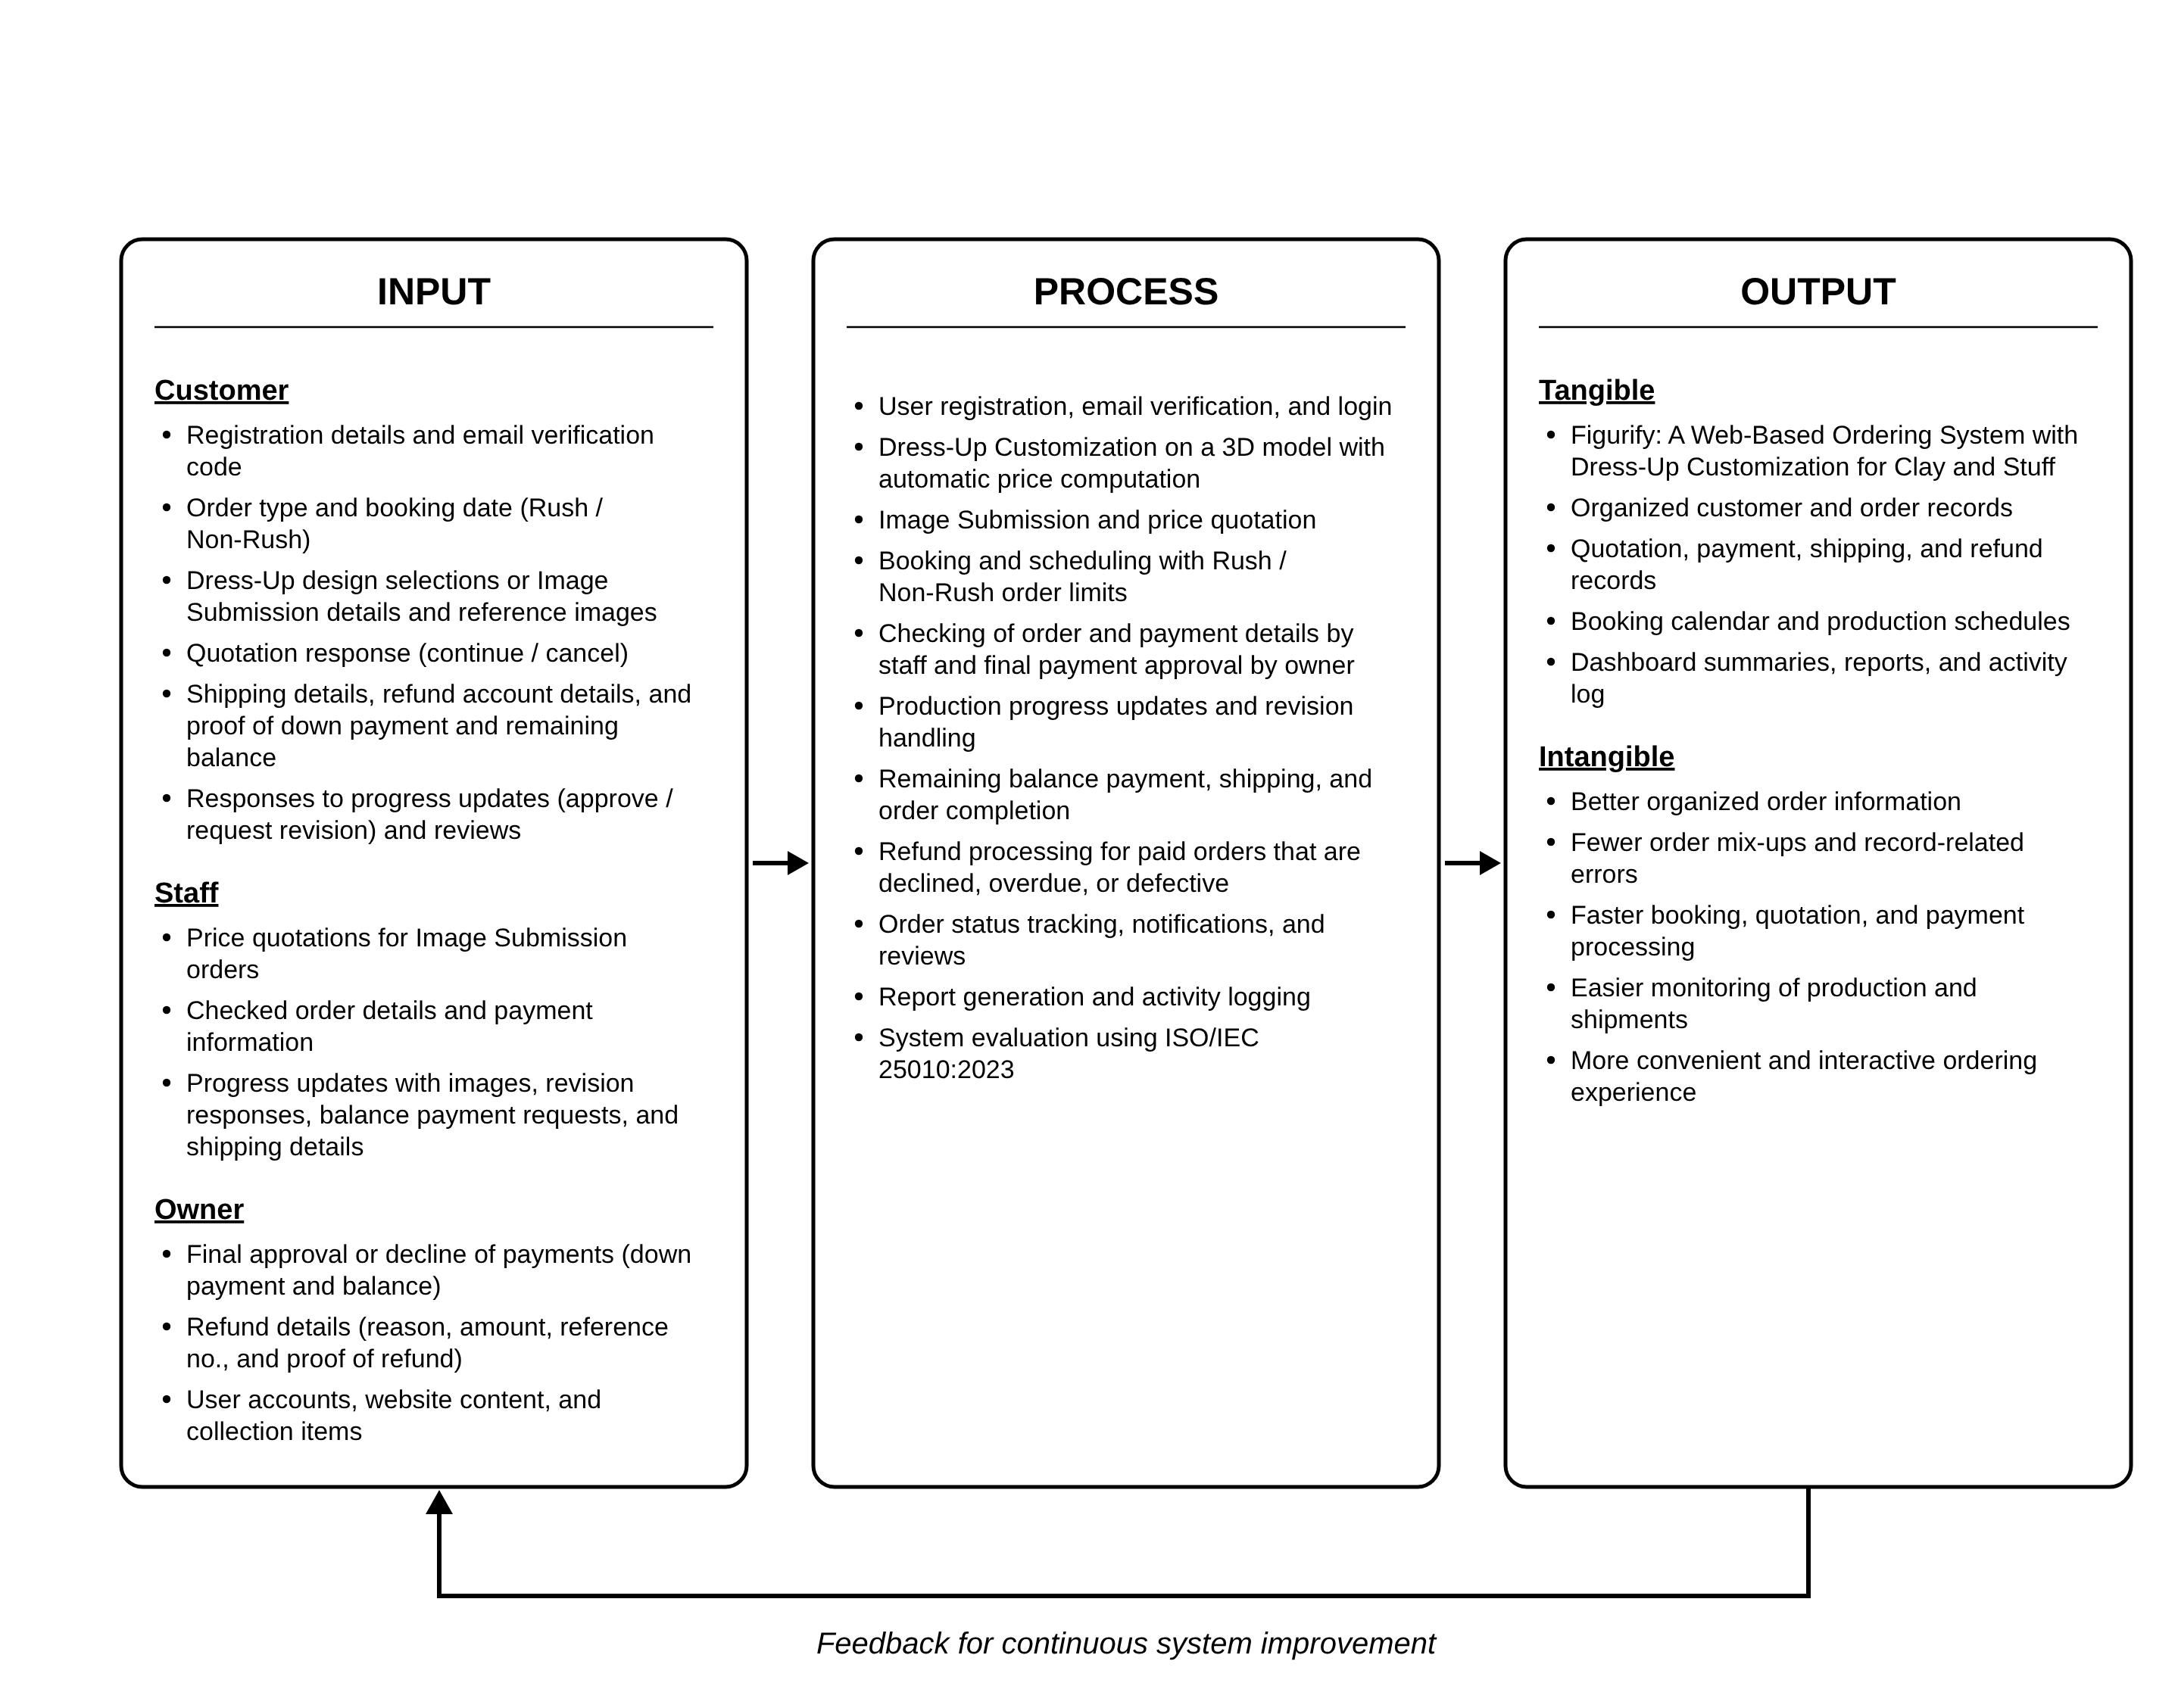 INPUT
Customer
• Registration details and email verification
code
• Order type and booking date (Rush /
Non-Rush)
• Dress-Up design selections or Image
Submission details and reference images
• Quotation response (continue / cancel)
• Shipping details, refund account details, and
proof of down payment and remaining
balance
• Responses to progress updates (approve /
request revision) and reviews
Staff
• Price quotations for Image Submission
orders
• Checked order details and payment
information
• Progress updates with images, revision
responses, balance payment requests, and
shipping details
Owner
• Final approval or decline of payments (down
payment and balance)
• Refund details (reason, amount, reference
no., and proof of refund)
• User accounts, website content, and
collection items
PROCESS
• User registration, email verification, and login
• Dress-Up Customization on a 3D model with
automatic price computation
• Image Submission and price quotation
• Booking and scheduling with Rush /
Non-Rush order limits
• Checking of order and payment details by
staff and final payment approval by owner
• Production progress updates and revision
handling
• Remaining balance payment, shipping, and
order completion
• Refund processing for paid orders that are
declined, overdue, or defective
• Order status tracking, notifications, and
reviews
• Report generation and activity logging
• System evaluation using ISO/IEC
25010:2023
OUTPUT
Tangible
• Figurify: A Web-Based Ordering System with
Dress-Up Customization for Clay and Stuff
• Organized customer and order records
• Quotation, payment, shipping, and refund
records
• Booking calendar and production schedules
• Dashboard summaries, reports, and activity
log
Intangible
• Better organized order information
• Fewer order mix-ups and record-related
errors
• Faster booking, quotation, and payment
processing
• Easier monitoring of production and
shipments
• More convenient and interactive ordering
experience
Feedback for continuous system improvement